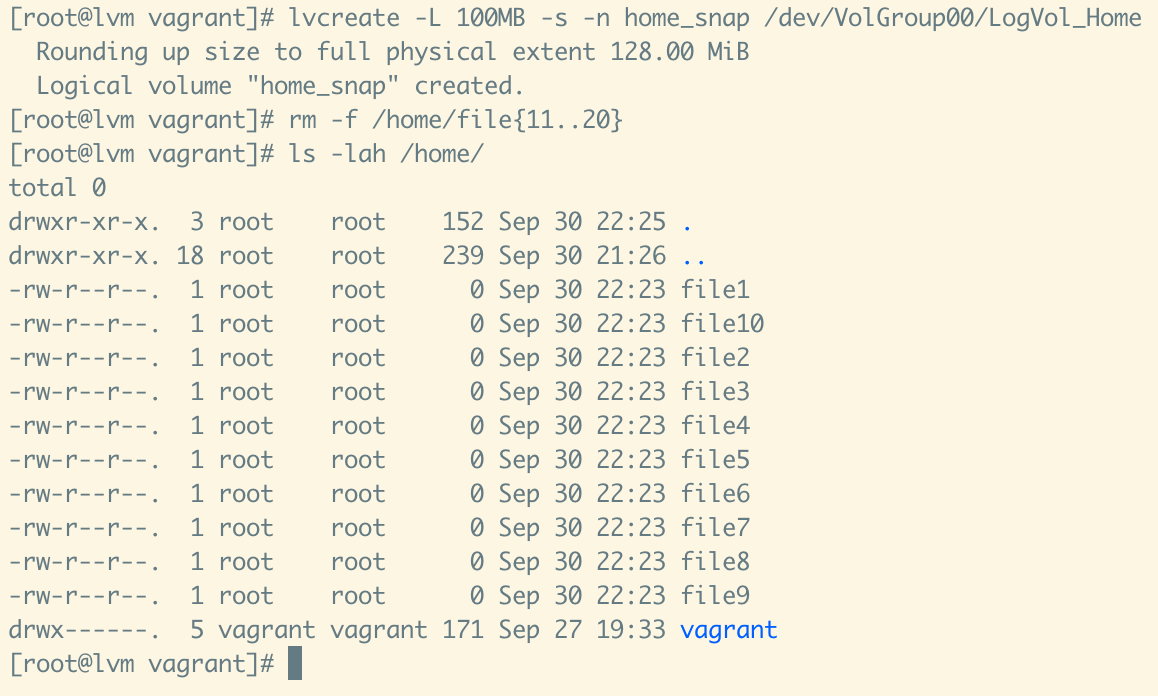 [root@lvm vagrant]# lvcreate -L 100MB -s -n home_snap /dev/VolGroup00/LogVol_Home
  Rounding up size to full physical extent 128.00 MiB
  Logical volume "home_snap" created.
[root@lvm vagrant]# rm -f /home/file{11..20}
[root@lvm vagrant]# ls -lah /home/
total 0
drwxr-xr-x.  3 root    root    152 Sep 30 22:25 .
drwxr-xr-x. 18 root    root    239 Sep 30 21:26 ..
-rw-r--r--.  1 root    root      0 Sep 30 22:23 file1
-rw-r--r--.  1 root    root      0 Sep 30 22:23 file10
-rw-r--r--.  1 root    root      0 Sep 30 22:23 file2
-rw-r--r--.  1 root    root      0 Sep 30 22:23 file3
-rw-r--r--.  1 root    root      0 Sep 30 22:23 file4
-rw-r--r--.  1 root    root      0 Sep 30 22:23 file5
-rw-r--r--.  1 root    root      0 Sep 30 22:23 file6
-rw-r--r--.  1 root    root      0 Sep 30 22:23 file7
-rw-r--r--.  1 root    root      0 Sep 30 22:23 file8
-rw-r--r--.  1 root    root      0 Sep 30 22:23 file9
drwx------.  5 vagrant vagrant 171 Sep 27 19:33 vagrant
[root@lvm vagrant]#